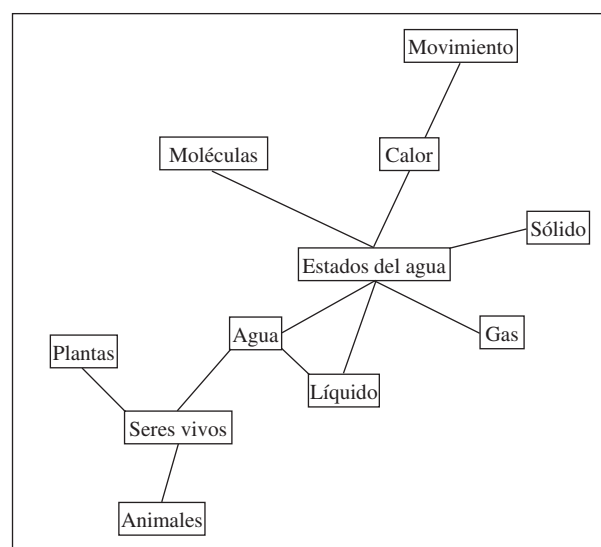 Movimiento
Moléculas
Calor
Sólido
Estados del agua
Agua
Gas
Plantas
Líquido
Seres vivos
Animales